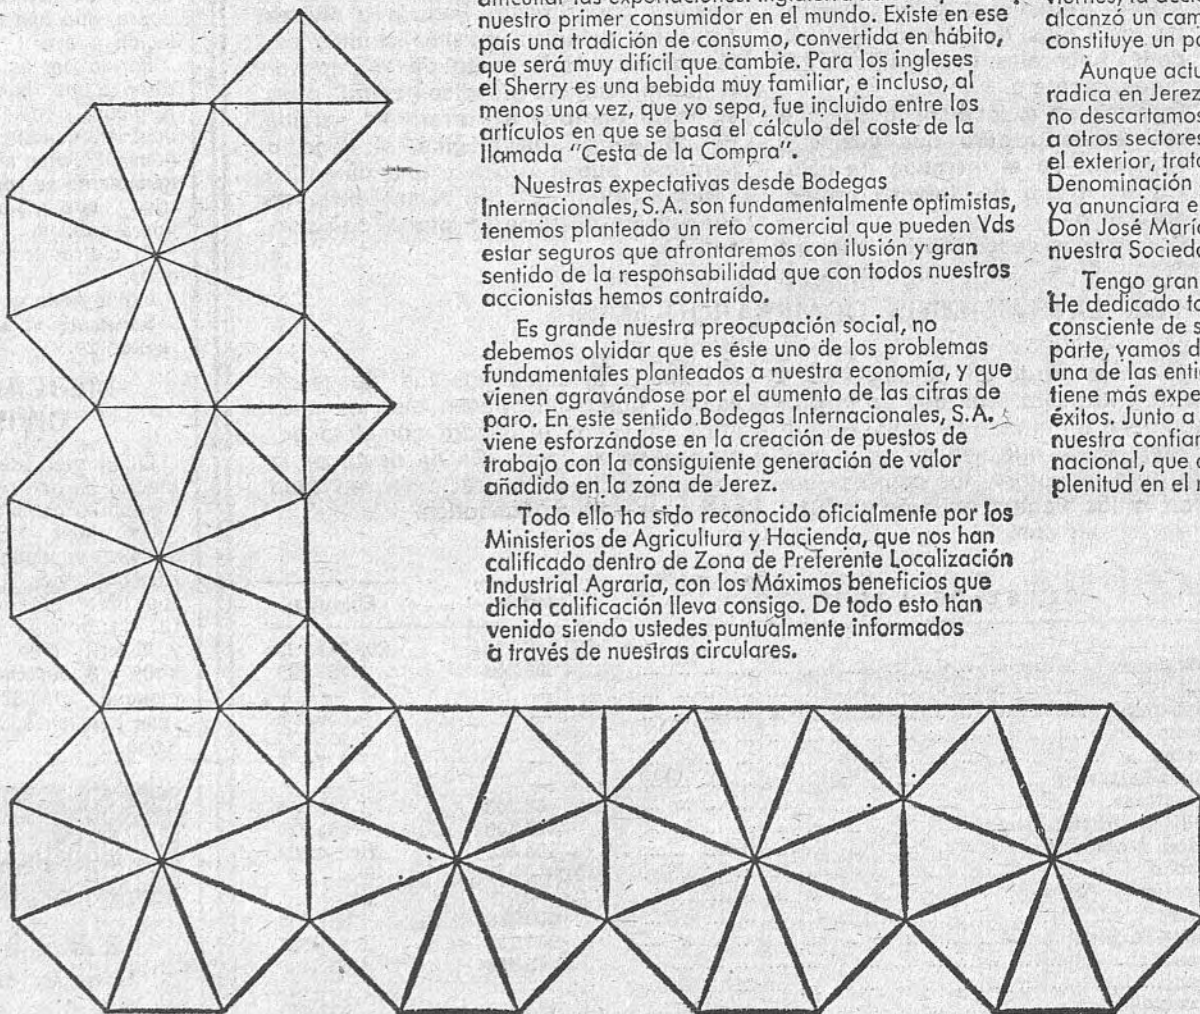 nuestro primer consumidor en el mundo. Existe en ese
país una tradición de consumo, convertida en hábito,
que será muy difícil que cambie. Para los ingleses
el Sherry es una bebida muy familiar, e incluso, al
menos una vez, que yo sepa, fue incluido entre los
artículos en que se basa el cálculo del coste de la
llamada "Cesta de la Compra".
Nuestras expectativas desde Bodegas
Internacionales, S.A. son fundamentalmente optimistas,
tenemos planteado un reto comercial que pueden Vds
estar seguros que afrontaremos con ilusión y gran
sentido de la responsabilidad que con todos nuestros
accionistas hemos contraído.
Es grande nuestra preocupación social, no
debemos olvidar que es éste uno de los problemas
fundamentales planteados a nuestra economía, y que
vienen agravándose por el aumento de las cifras de
paro. En este sentido Bodegas Internacionales, S.A.
viene esforzándose en la creación de puestos de
trabajo con la consiguiente generación de valor
añadido en la zona de Jerez.
Todo ello ha sido reconocido oficialmente por los
Ministerios de Agricultura y Hacienda, que nos han
calificado dentro de Zona de Preferente Localización
Industrial Agraria, con los Máximos beneficios que
dicha calificación lleva consigo. De todo esto han
venido siendo ustedes puntualmente informados
a través de nuestras circulares.
alcanzó un
constituye un
Aunque
radica en Jerez
no descartamos
a otros sectores
el exterior,
Denominación
ya anunciara
Don José María
nuestra
Tengo gran
He dedicado
consciente de
parte, vamos
una de las
tiene más
éxitos. Junto a
nuestra
nacional, que
plenitud en el